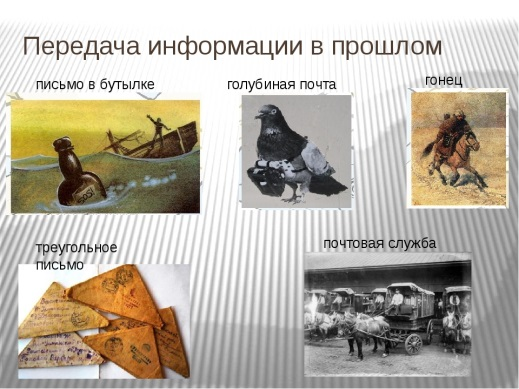 Передача информации в прошлом
письмо в бутылке
голубиная почта
гонец
треугольное
письмо
почтовая служба